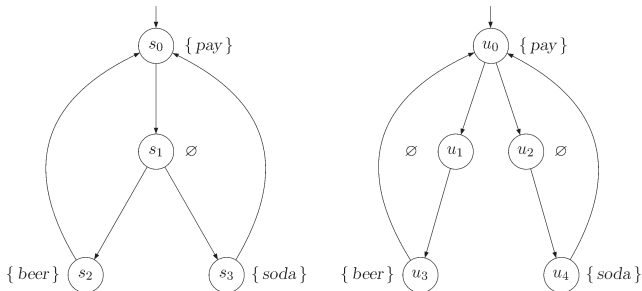 s₀ { pay } u₀ { pay }
s₁ ∅ ∅ u₁ u₂ ∅
{ beer } s₂ s₃ { soda } { beer } u₃ u₄ { soda }